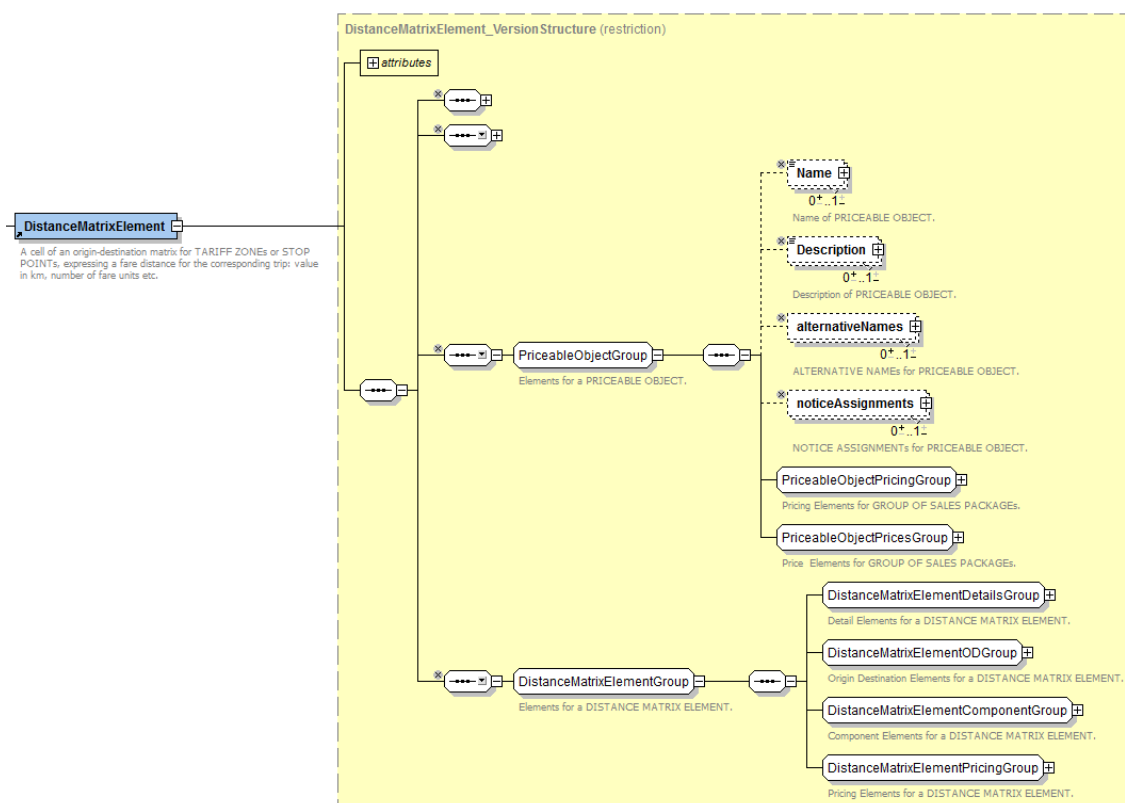 DistanceMatrixElement_VersionStructure (restriction)
attributes
Name
0..1
Name of PRICEABLE OBJECT.
DistanceMatrixElement
A cell of an origin-destination matrix for TARIFF ZONEs or STOP
POINTs, expressing a fare distance for the corresponding trip: value
in km, number of fare units etc.
Description
0..1
Description of PRICEABLE OBJECT.
alternativeNames
0..1
ALTERNATIVE NAMEs for PRICEABLE OBJECT.
PriceableObjectGroup
Elements for a PRICEABLE OBJECT.
noticeAssignments
0..1
NOTICE ASSIGNMENTs for PRICEABLE OBJECT.
PriceableObjectPricingGroup
Pricing Elements for GROUP OF SALES PACKAGEs.
PriceableObjectPricesGroup
Price Elements for GROUP OF SALES PACKAGEs.
DistanceMatrixElementDetailsGroup
Detail Elements for a DISTANCE MATRIX ELEMENT.
DistanceMatrixElementODGroup
Origin Destination Elements for a DISTANCE MATRIX ELEMENT.
DistanceMatrixElementGroup
Elements for a DISTANCE MATRIX ELEMENT.
DistanceMatrixElementComponentGroup
Component Elements for a DISTANCE MATRIX ELEMENT.
DistanceMatrixElementPricingGroup
Pricing Elements for a DISTANCE MATRIX ELEMENT.